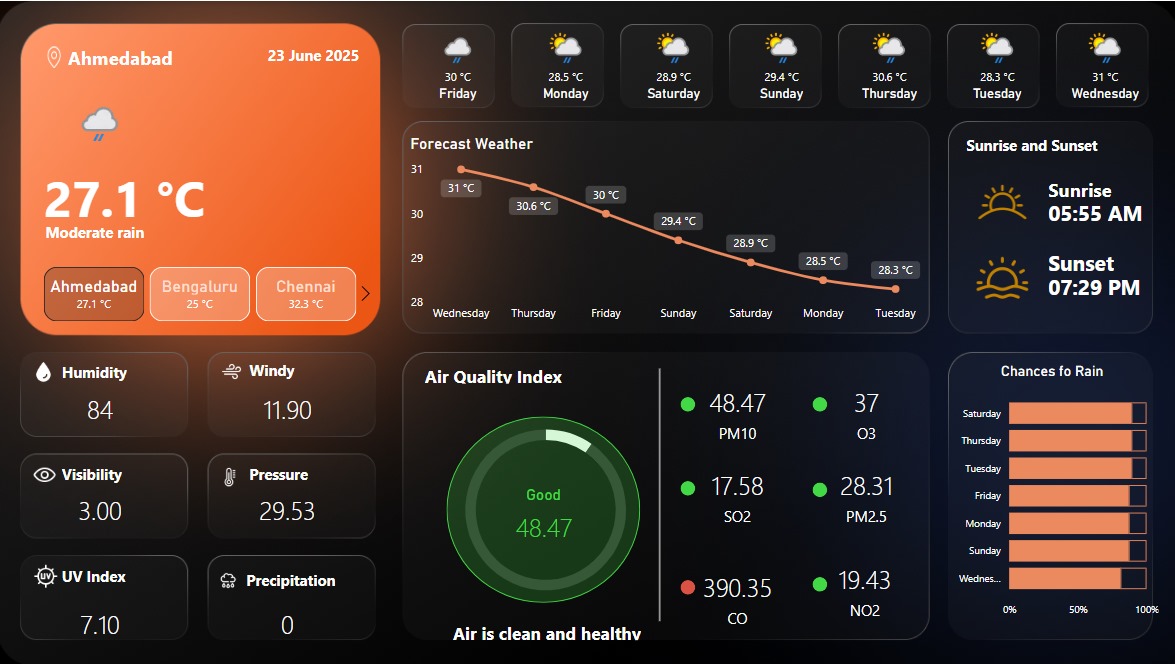 Ahmedabad
23 June 2025
27.1 °C
Moderate rain
Ahmedabad
27.1 °C
Bengaluru
25 °C
Chennai
32.3 °C
30 °C
Friday
28.5 °C
Monday
28.9 °C
Saturday
29.4 °C
Sunday
30.6 °C
Thursday
28.3 °C
Tuesday
31 °C
Wednesday
Forecast Weather
31
30
29
28
31 °C
30.6 °C
30 °C
29.4 °C
28.9 °C
28.5 °C
28.3 °C
Wednesday
Thursday
Friday
Sunday
Saturday
Monday
Tuesday
Sunrise and Sunset
Sunrise
05:55 AM
Sunset
07:29 PM
Humidity
84
Windy
11.90
Visibility
3.00
Pressure
29.53
UV
UV Index
7.10
Precipitation
0
Air Quality Index
Good
48.47
Air is clean and healthy
48.47
PM10
37
O3
17.58
SO2
28.31
PM2.5
390.35
CO
19.43
NO2
Chances fo Rain
Saturday
Thursday
Tuesday
Friday
Monday
Sunday
Wednes...
0%
50%
100%